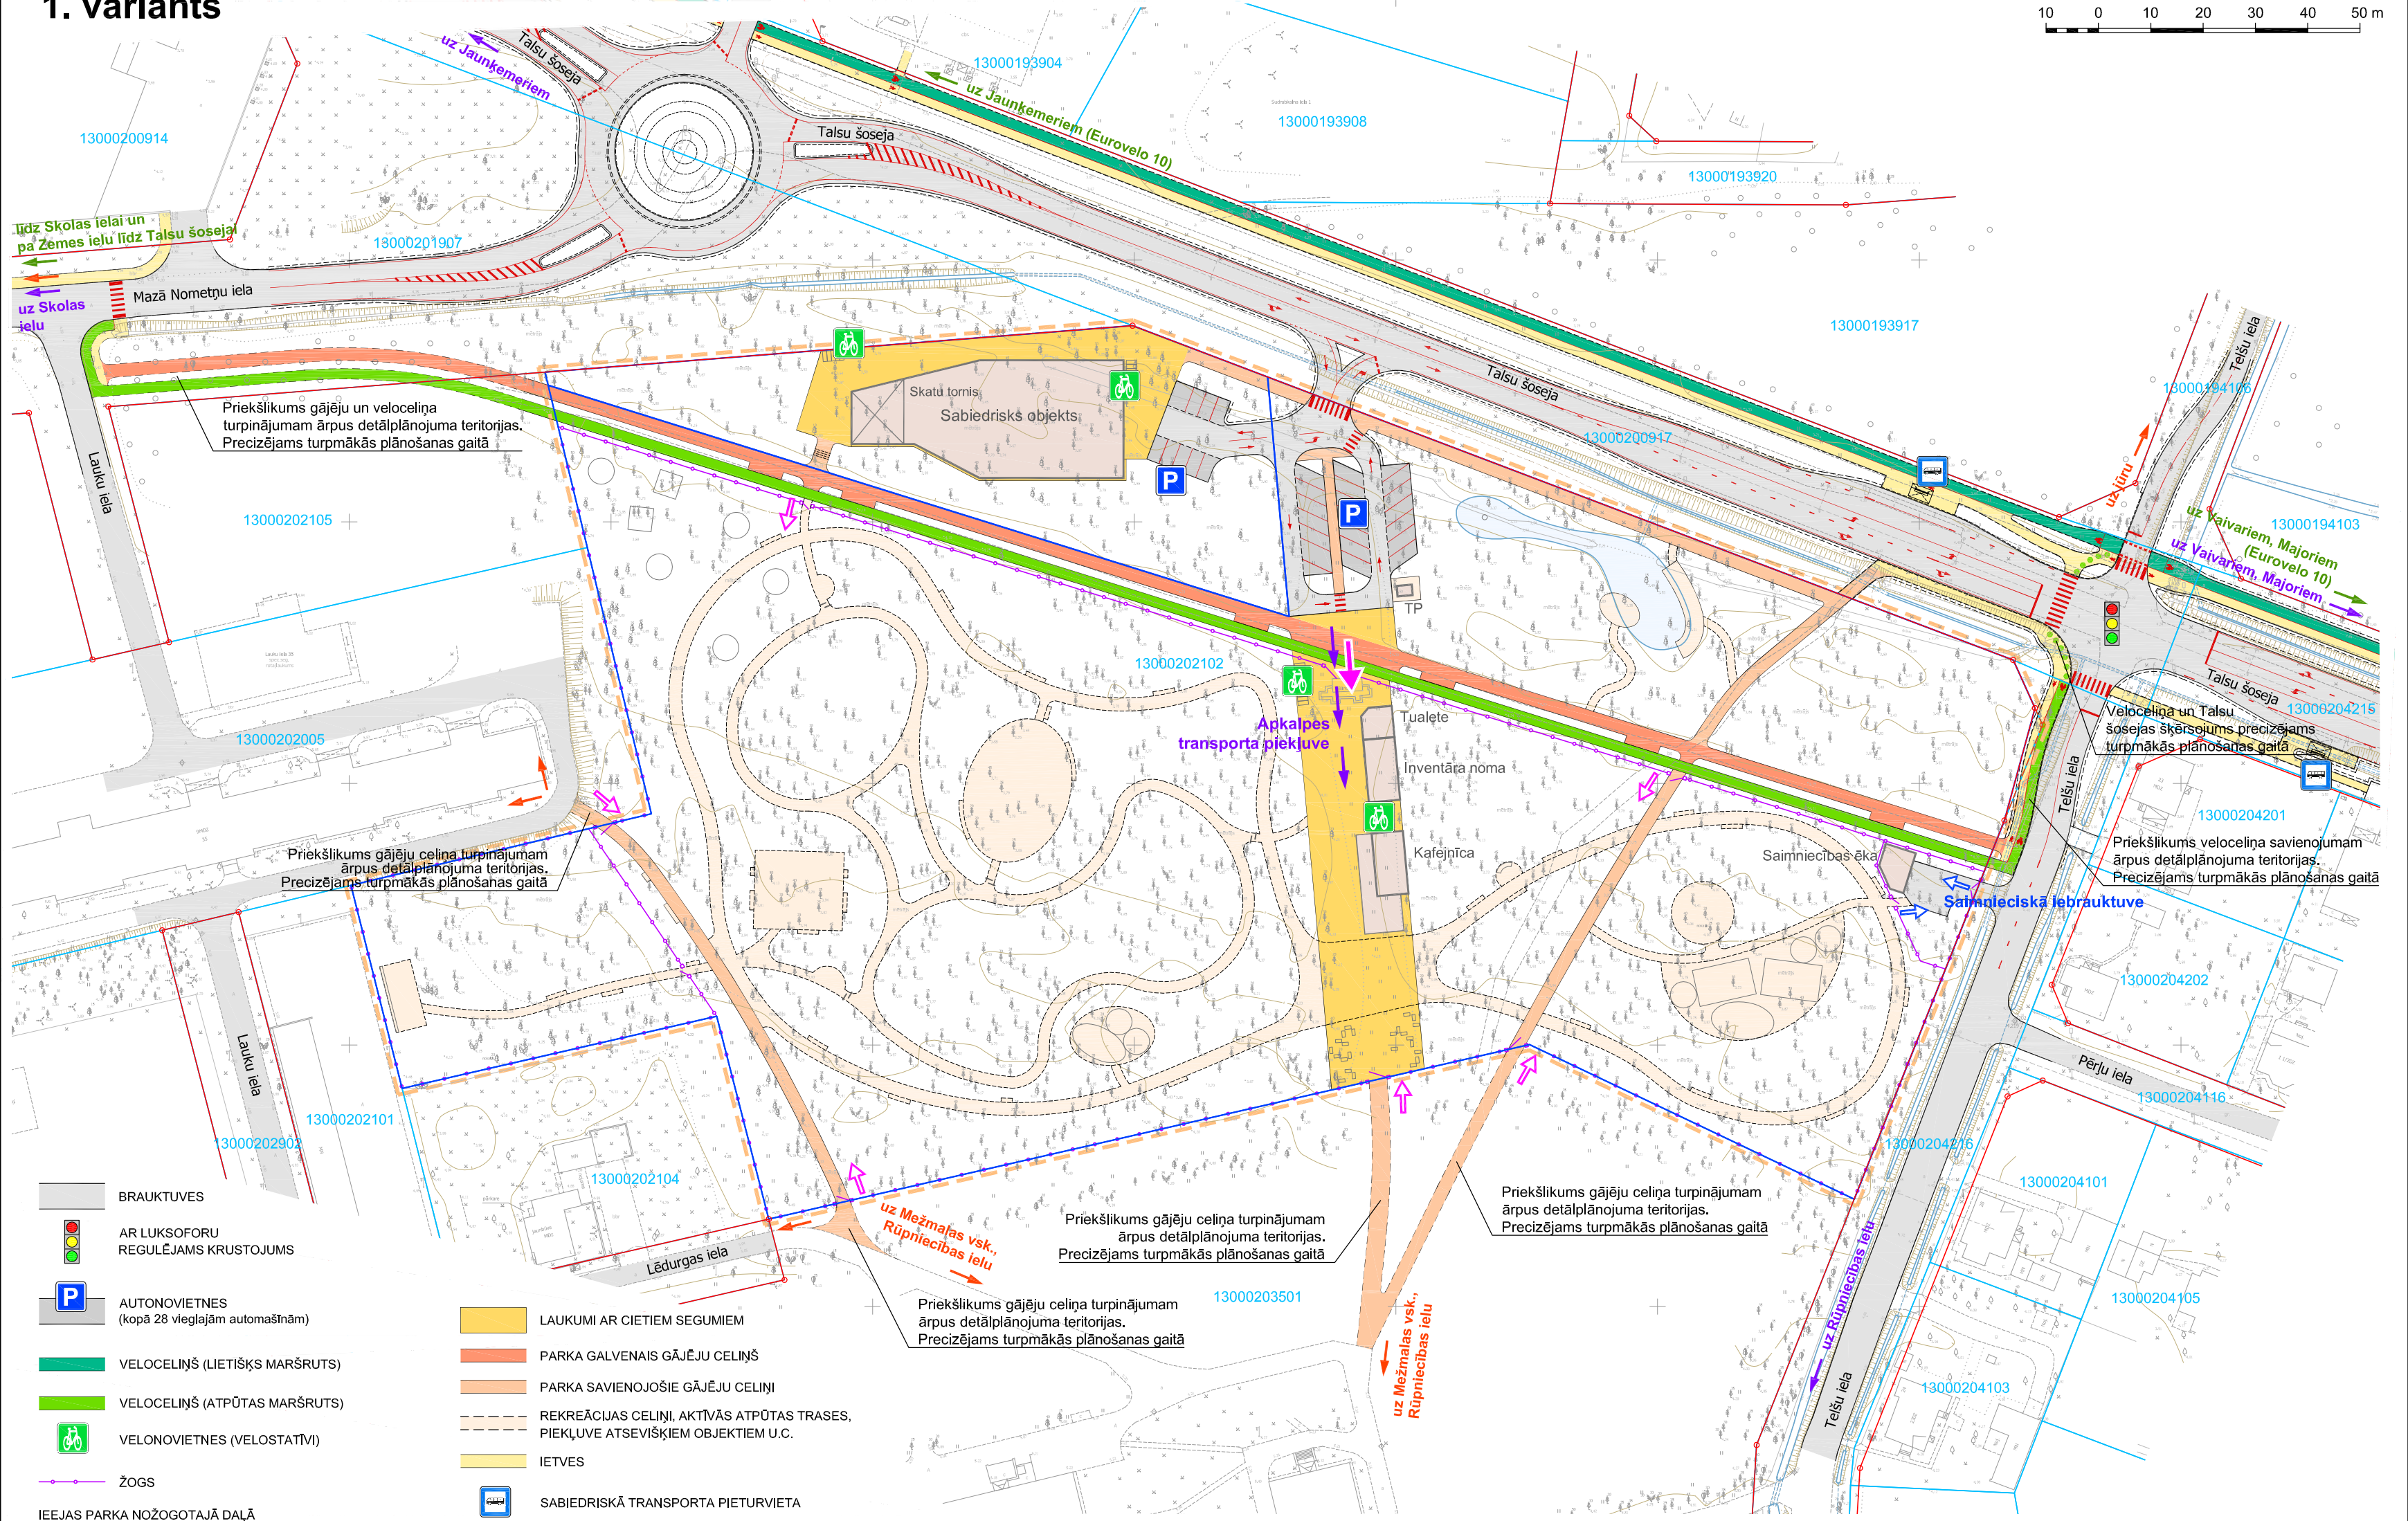 1. variants
10 0 10 20 30 40 50 m
uz Jaunķemeriem
Talsu šoseja
13000193904
uz Jaunķemeriem (Eurovelo 10)
13000193908
13000193920
13000200914
Talsu šoseja
līdz Skolas ielai un
pa Zemes ielu līdz Talsu šosejai
13000201907
Mazā Nometņu iela
uz Skolas
ielu
13000193917
Telšu iela
13000194106
Talsu šoseja
13000200917
Skatu tornis
Sabiedrisks objekts
P
P
Priekšlikums gājēju un veloceliņa
turpinājumam ārpus detālplānojuma teritorijas.
Precizējams turpmākās plānošanas gaitā
Lauku iela
13000202105
uz jūru
uz Vaivariem, Majoriem
(Eurovelo 10)
uz Vaivariem, Majoriem
13000194103
TP
13000202102
Talsu šoseja
13000204215
Apkalpes
transporta piekļuve
Tualete
Inventāra noma
Kafejnīca
Veloceliņa un Talsu
šosejas šķērsojums precizējams
turpmākās plānošanas gaitā
Telšu iela
13000202005
13000204201
Priekšlikums veloceliņa savienojumam
ārpus detālplānojuma teritorijas.
Precizējams turpmākās plānošanas gaitā
Saimniecības ēka
Saimnieciskā iebrauktuve
Priekšlikums gājēju celiņa turpinājumam
ārpus detālplānojuma teritorijas.
Precizējams turpmākās plānošanas gaitā
13000204202
Pērļu iela
13000204116
Lauku iela
13000202101
13000202902
13000202104
13000204216
13000204101
Lēdurgas iela
uz Mežmalas vsk.,
Rūpniecības ielu
Priekšlikums gājēju celiņa turpinājumam
ārpus detālplānojuma teritorijas.
Precizējams turpmākās plānošanas gaitā
Priekšlikums gājēju celiņa turpinājumam
ārpus detālplānojuma teritorijas.
Precizējams turpmākās plānošanas gaitā
Priekšlikums gājēju celiņa turpinājumam
ārpus detālplānojuma teritorijas.
Precizējams turpmākās plānošanas gaitā
13000203501
uz Mežmalas vsk.,
Rūpniecības ielu
uz Rūpniecības ielu
Telšu iela
13000204105
13000204103
BRAUKTUVES
AR LUKSOFORU
REGULĒJAMS KRUSTOJUMS
P
AUTONOVIETNES
(kopā 28 vieglajām automašīnām)
VELOCELIŅŠ (LIETIŠĶS MARŠRUTS)
VELOCELIŅŠ (ATPŪTAS MARŠRUTS)
VELONOVIETNES (VELOSTATĪVI)
ŽOGS
IEEJAS PARKA NOŽOGOTAJĀ DAĻĀ
LAUKUMI AR CIETIEM SEGUMIEM
PARKA GALVENAIS GĀJĒJU CELIŅŠ
PARKA SAVIENOJOŠIE GĀJĒJU CELIŅI
REKREĀCIJAS CELIŅI, AKTĪVĀS ATPŪTAS TRASES,
PIEKĻUVE ATSEVIŠĶIEM OBJEKTIEM U.C.
IETVES
SABIEDRISKĀ TRANSPORTA PIETURVIETA